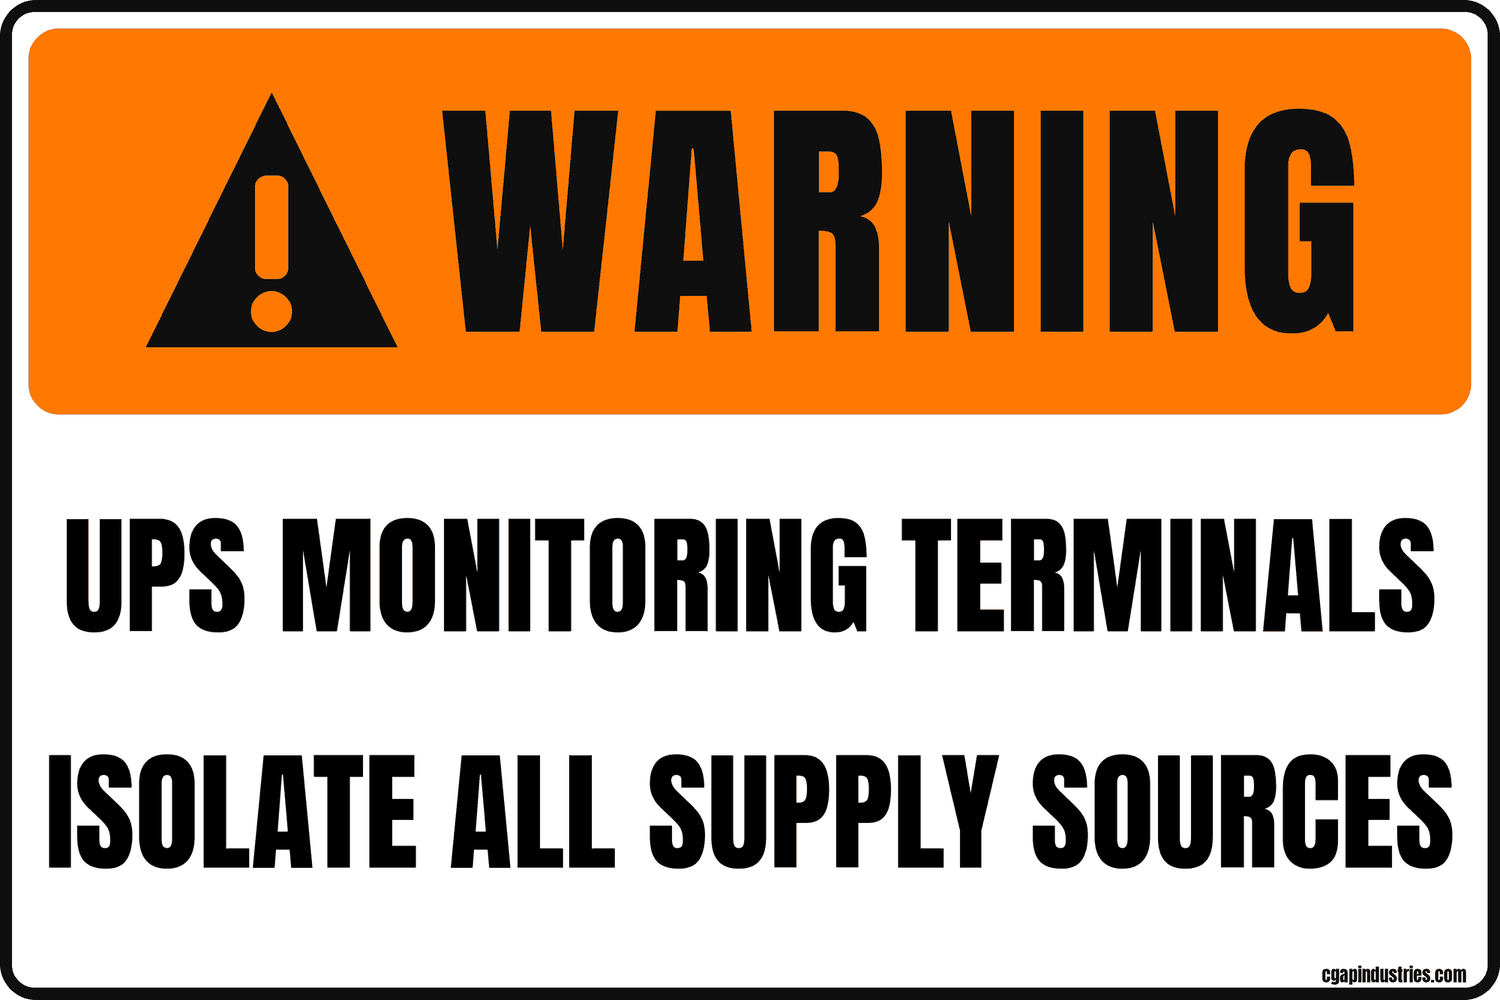 WARNING
UPS MONITORING TERMINALS
ISOLATE ALL SUPPLY SOURCES
cgapindustries.com